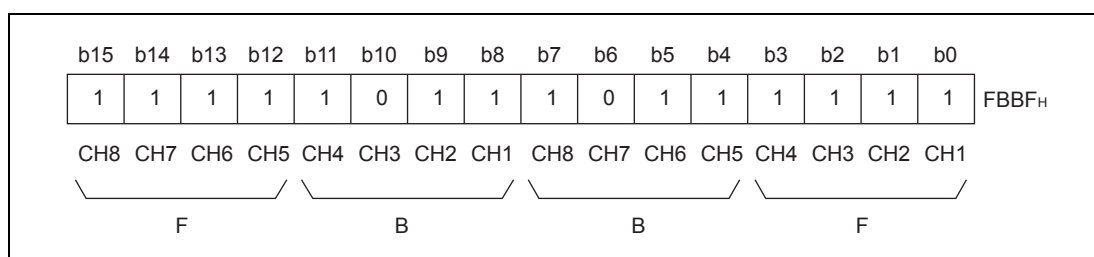 b15 b14 b13 b12 b11 b10 b9 b8 b7 b6 b5 b4 b3 b2 b1 b0
1 1 1 1 1 0 1 1 1 0 1 1 1 1 1 1 FBBFH
CH8 CH7 CH6 CH5 CH4 CH3 CH2 CH1 CH8 CH7 CH6 CH5 CH4 CH3 CH2 CH1
F B B F